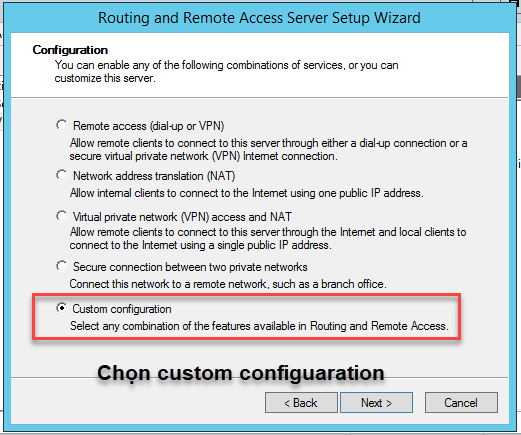 Routing and Remote Access Server Setup Wizard
Configuration
You can enable any of the following combinations of services, or you can
customize this server.
Remote access (dial-up or VPN)
Allow remote clients to connect to this server through either a dial-up connection or a
secure virtual private network (VPN) Internet connection.
Network address translation (NAT)
Allow internal clients to connect to the Internet using one public IP address.
Virtual private network (VPN) access and NAT
Allow remote clients to connect to this server through the Internet and local clients to
connect to the Internet using a single public IP address.
Secure connection between two private networks
Connect this network to a remote network, such as a branch office.
Custom configuration
Select any combination of the features available in Routing and Remote Access.
Chọn custom configuaration
< Back
Next >
Cancel